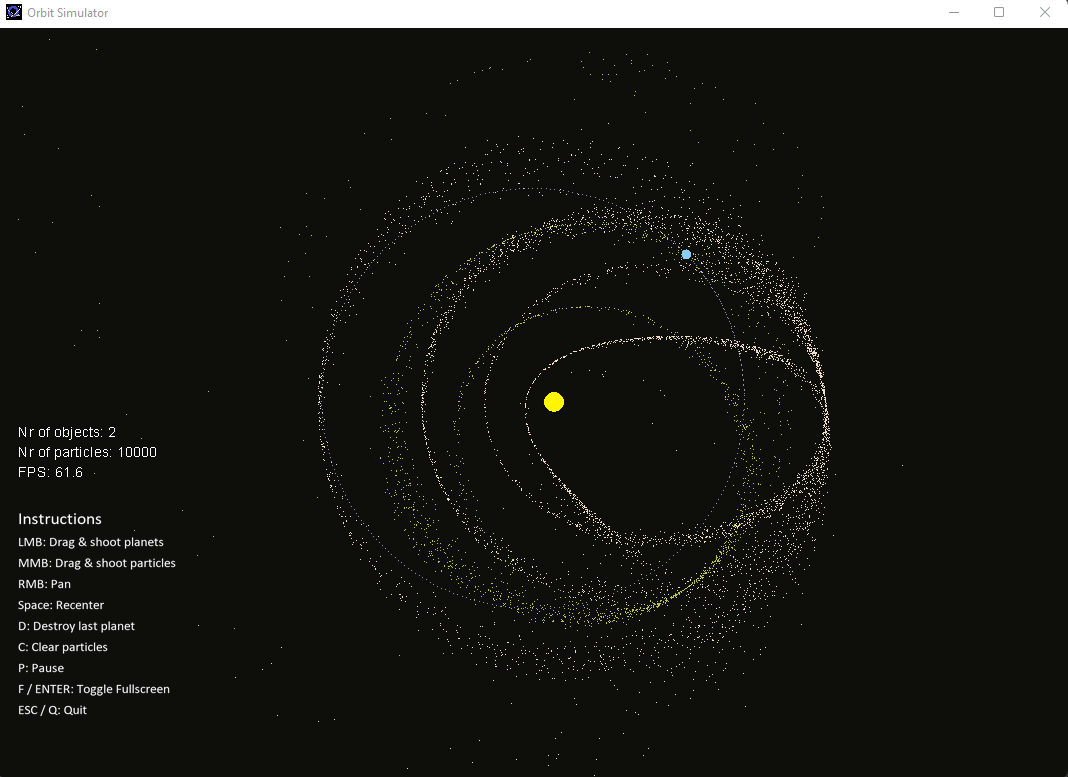 Orbit Simulator
Nr of objects: 2
Nr of particles: 10000
FPS: 61.6
Instructions
LMB: Drag & shoot planets
MMB: Drag & shoot particles
RMB: Pan
Space: Recenter
D: Destroy last planet
C: Clear particles
P: Pause
F / ENTER: Toggle Fullscreen
ESC / Q: Quit